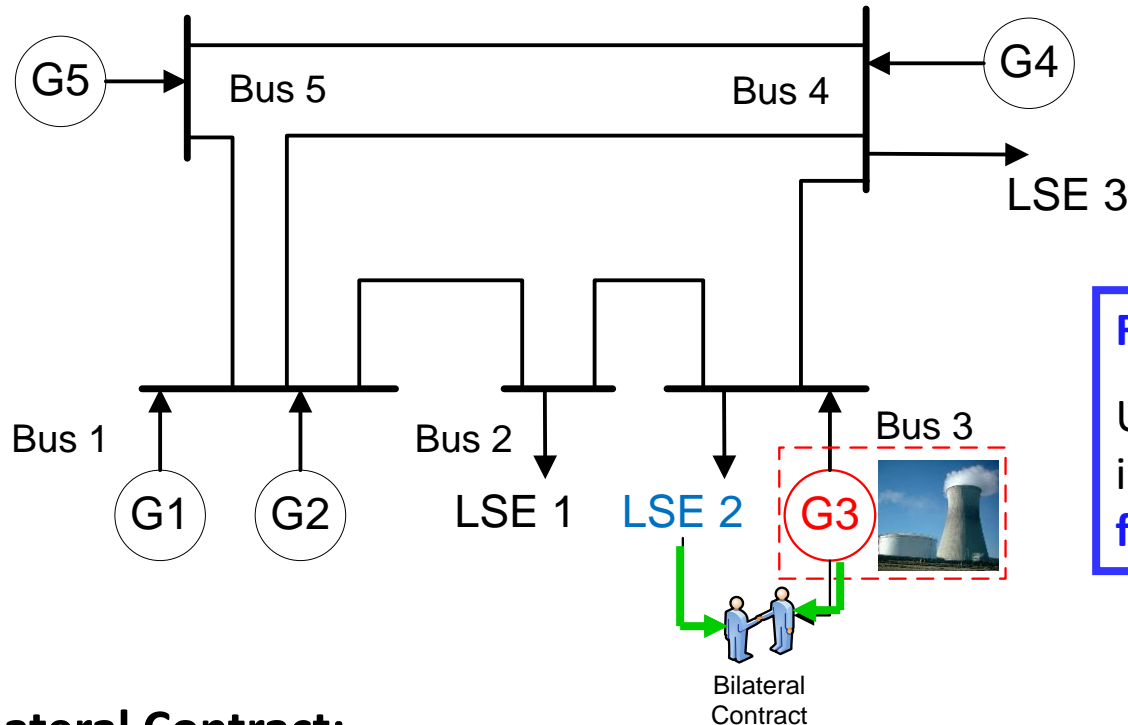 G5
Bus 5
Bus 4
G4
LSE 3
Bus 1
Bus 2
Bus 3
G1
G2
LSE 1
LSE 2
G3
Bilateral
Contract
Contract: